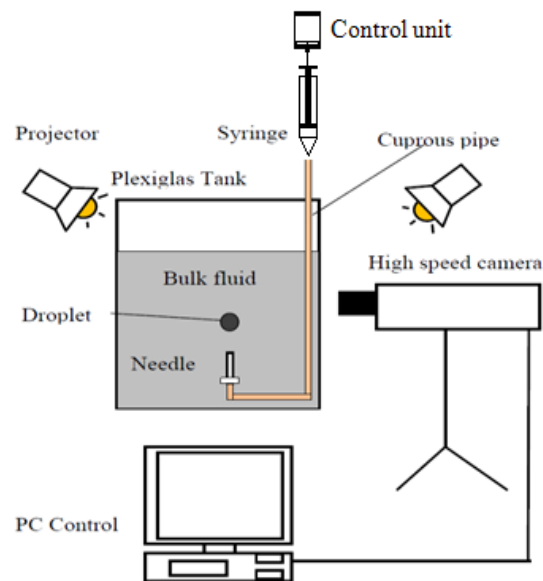 Control unit
Projector
Syringe
Cuprous pipe
Plexiglas Tank
High speed camera
Bulk fluid
Droplet
Needle
PC Control